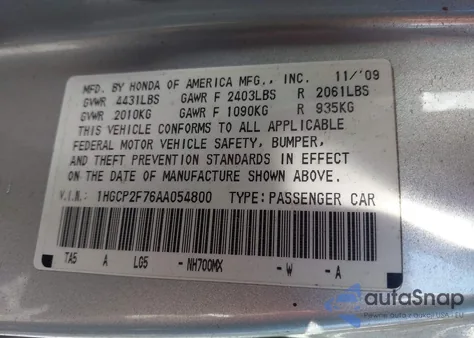 MFD. BY HONDA OF AMERICA MFG., INC. 11/'09
GVWR 4431LBS GAWR F 2403LBS R 2061LBS
GVWR 2010KG GAWR F 1090KG R 935KG
THIS VEHICLE CONFORMS TO ALL APPLICABLE
FEDERAL MOTOR VEHICLE SAFETY, BUMPER,
AND THEFT PREVENTION STANDARDS IN EFFECT
ON THE DATE OF MANUFACTURE SHOWN ABOVE.
V.I.N.: 1HGCP2F76AA054800 TYPE: PASSENGER CAR
TA5 A LG5 -NH700MX -W -A
autoSnap